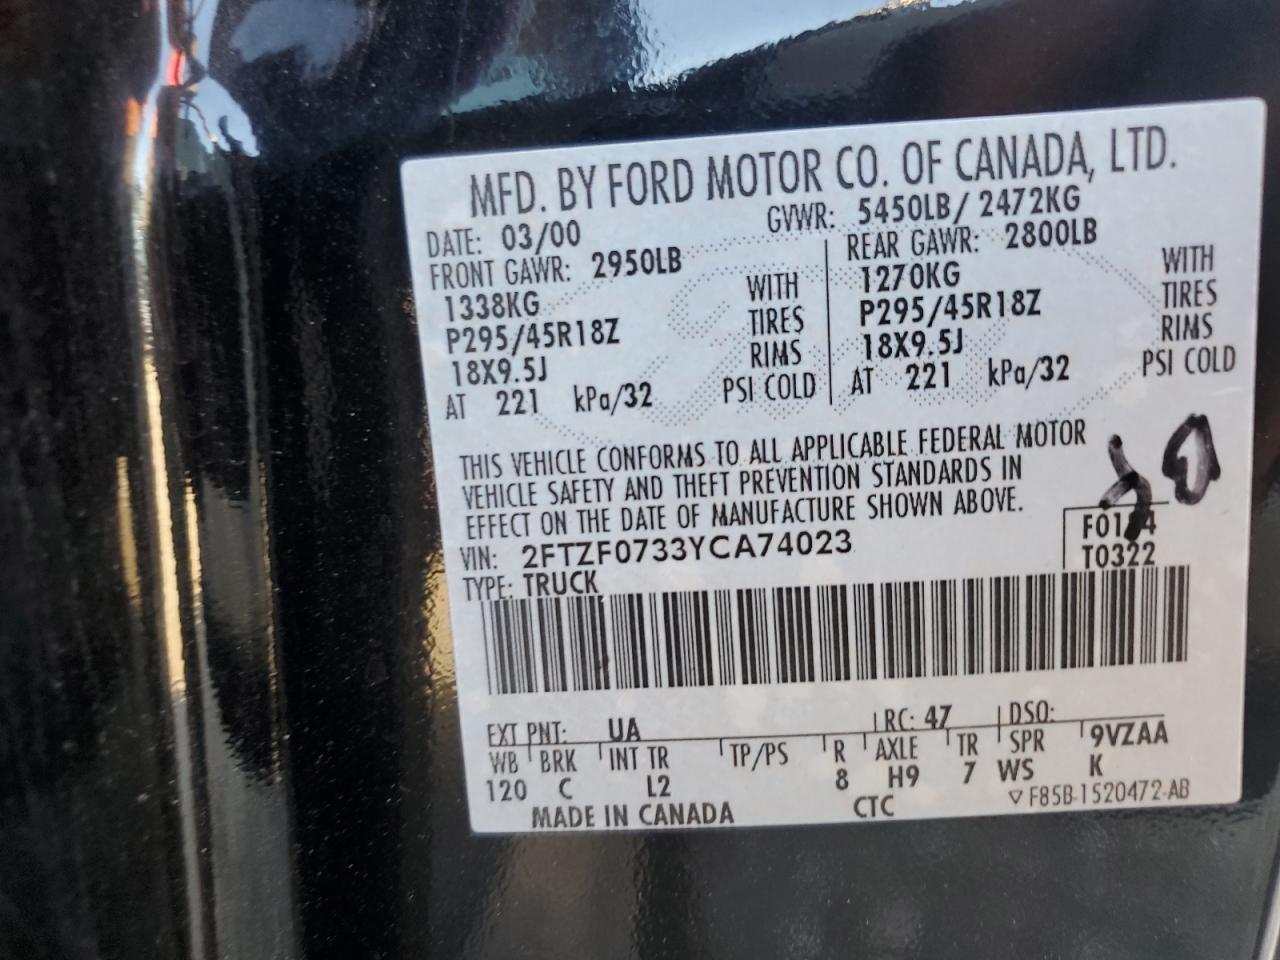 MFD. BY FORD MOTOR CO. OF CANADA, LTD.
DATE: 03/00 GVWR: 5450LB/ 2472KG
FRONT GAWR: 2950LB REAR GAWR: 2800LB
1338KG WITH 1270KG WITH
P295/45R18Z TIRES P295/45R18Z TIRES
18X9.5J RIMS 18X9.5J RIMS
AT 221 kPa/32 PSI COLD AT 221 kPa/32 PSI COLD
THIS VEHICLE CONFORMS TO ALL APPLICABLE FEDERAL MOTOR
VEHICLE SAFETY AND THEFT PREVENTION STANDARDS IN
EFFECT ON THE DATE OF MANUFACTURE SHOWN ABOVE.
VIN: 2FTZF0733YCA74023
TYPE: TRUCK
T0322
EXT PNT: UA RC: 47 DSO:
WB BRK INT TR TP/PS R AXLE TR SPR 9VZAA
120 C L2 8 H9 7 WS K
MADE IN CANADA CTC ▽ F85B-1520472-AB